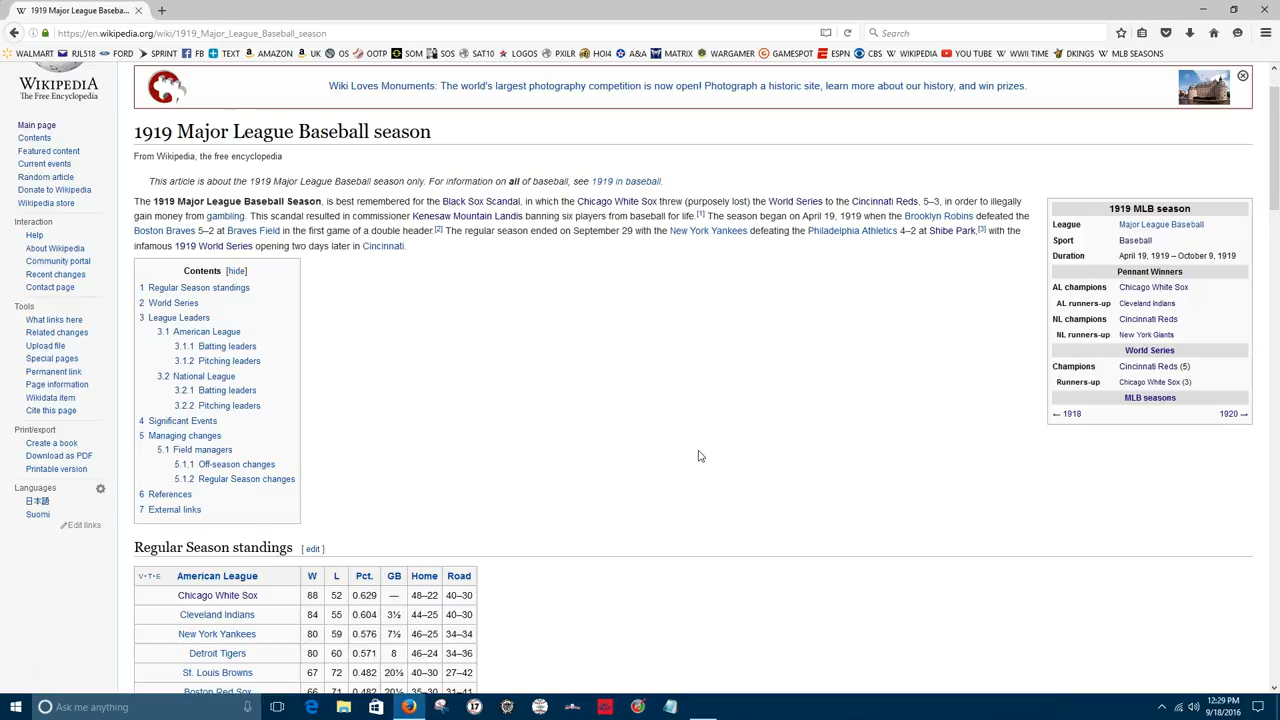 1919 Major League Baseba...
https://en.wikipedia.org/wiki/1919_Major_League_Baseball_season
Search
WALMART RJL518 FORD SPRINT FB TEXT AMAZON UK OS OOTP SOM SOS SAT10 LOGOS PXILR HOI4 A&A MATRIX WARGAMER GAMESPOT ESPN CBS WIKIPEDIA YOU TUBE WWII TIME DKINGS MLB SEASONS
WIKIPEDIA
The Free Encyclopedia
Main page
Contents
Featured content
Current events
Random article
Donate to Wikipedia
Wikipedia store
Interaction
Help
About Wikipedia
Community portal
Recent changes
Contact page
Tools
What links here
Related changes
Upload file
Special pages
Permanent link
Page information
Wikidata item
Cite this page
Print/export
Create a book
Download as PDF
Printable version
Languages
日本語
Suomi
Edit links
Wiki Loves Monuments: The world's largest photography competition is now open! Photograph a historic site, learn more about our history, and win prizes.
1919 Major League Baseball season
From Wikipedia, the free encyclopedia
This article is about the 1919 Major League Baseball season only. For information on all of baseball, see 1919 in baseball.
The 1919 Major League Baseball Season, is best remembered for the Black Sox Scandal, in which the Chicago White Sox threw (purposely lost) the World Series to the Cincinnati Reds, 5–3, in order to illegally
gain money from gambling. This scandal resulted in commissioner Kenesaw Mountain Landis banning six players from baseball for life.[1] The season began on April 19, 1919 when the Brooklyn Robins defeated the
Boston Braves 5–2 at Braves Field in the first game of a double header.[2] The regular season ended on September 29 with the New York Yankees defeating the Philadelphia Athletics 4–2 at Shibe Park,[3] with the
infamous 1919 World Series opening two days later in Cincinnati.
Contents [hide]
1 Regular Season standings
2 World Series
3 League Leaders
3.1 American League
3.1.1 Batting leaders
3.1.2 Pitching leaders
3.2 National League
3.2.1 Batting leaders
3.2.2 Pitching leaders
4 Significant Events
5 Managing changes
5.1 Field managers
5.1.1 Off-season changes
5.1.2 Regular Season changes
6 References
7 External links
1919 MLB season
League Major League Baseball
Sport Baseball
Duration April 19, 1919 – October 9, 1919
Pennant Winners
AL champions Chicago White Sox
AL runners-up Cleveland Indians
NL champions Cincinnati Reds
NL runners-up New York Giants
World Series
Champions Cincinnati Reds (5)
Runners-up Chicago White Sox (3)
MLB seasons
← 1918 1920 →
Regular Season standings [ edit ]
V·T·E American League W L Pct. GB Home Road
Chicago White Sox 88 52 0.629 — 48–22 40–30
Cleveland Indians 84 55 0.604 3½ 44–25 40–30
New York Yankees 80 59 0.576 7½ 46–25 34–34
Detroit Tigers 80 60 0.571 8 46–24 34–36
St. Louis Browns 67 72 0.482 20½ 40–30 27–42
Boston Red Sox 66 71 0.482 20½ 35–30 31–41
Ask me anything
17
12:29 PM
9/18/2016